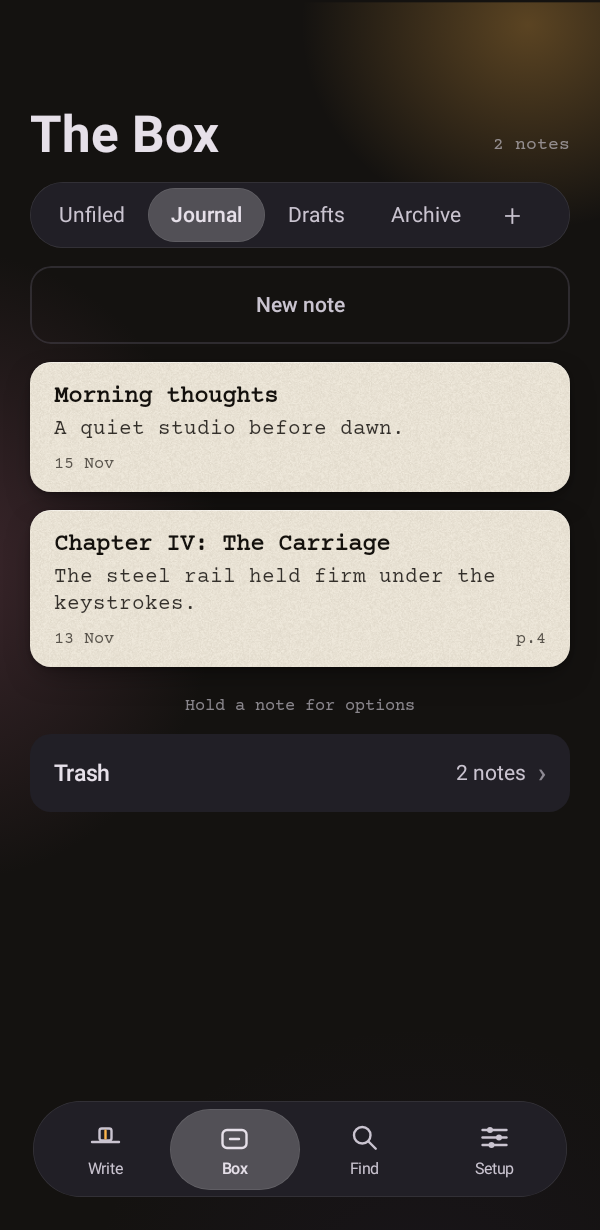 The Box
2 notes
Unfiled Journal Drafts Archive +
New note
Morning thoughts
A quiet studio before dawn.
15 Nov
Chapter IV: The Carriage
The steel rail held firm under the
keystrokes.
13 Nov p.4
Hold a note for options
Trash 2 notes ›
Write Box Find Setup